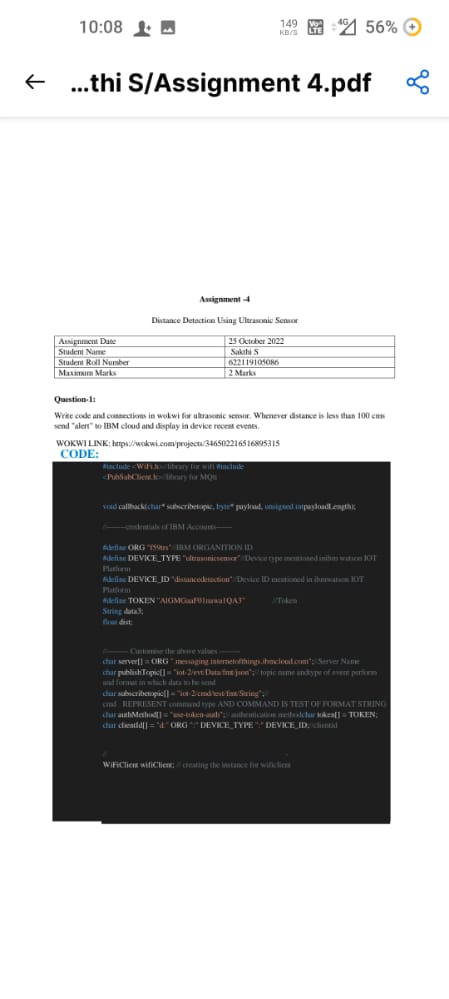 10:08
149
KB/S
Vo
LTE
4G
56%
...thi S/Assignment 4.pdf
Assignment -4
Distance Detection Using Ultrasonic Sensor
Assignment Date 25 October 2022
Student Name Sakthi S
Student Roll Number 622119105086
Maximum Marks 2 Marks
Question-1:
Write code and connections in wokwi for ultrasonic sensor. Whenever distance is less than 100 cms
send "alert" to IBM cloud and display in device recent events.
WOKWI LINK: https://wokwi.com/projects/346502216516895315
CODE:
#include <WiFi.h>//library for wifi #include
<PubSubClient.h>//library for MQtt
void callback(char* subscribetopic, byte* payload, unsigned intpayloadLength);
//-------credentials of IBM Accounts------
#define ORG "f59trs"//IBM ORGANITION ID
#define DEVICE_TYPE "ultrasonicsensor"//Device type mentioned inibm watson IOT
Platform
#define DEVICE_ID "distancedetection"//Device ID mentioned in ibmwatson IOT
Platform
#define TOKEN //Token
String data3;
float dist;
//-------- Customise the above values --------
char server[] = ORG ".messaging.internetofthings.ibmcloud.com";//Server Name
char publishTopic[] = "iot-2/evt/Data/fmt/json";// topic name andtype of event perform
and format in which data to be send
char subscribetopic[] = "iot-2/cmd/test/fmt/String";//
cmd REPRESENT command type AND COMMAND IS TEST OF FORMAT STRING
char authMethod[] = "use-token-auth";// authentication methodchar token[] = TOKEN;
char clientId[] = "d:" ORG ":" DEVICE_TYPE ":" DEVICE_ID;//clientid
//
WiFiClient wifiClient; // creating the instance for wificlient